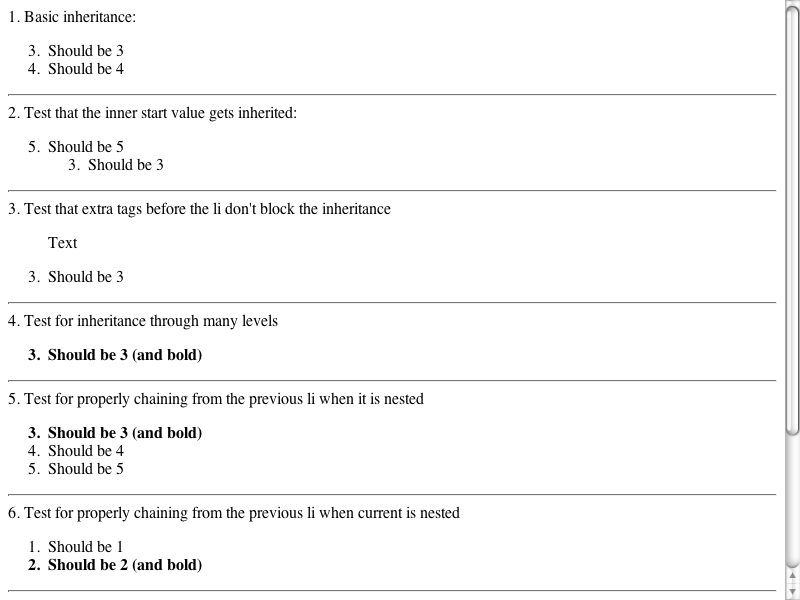 1. Basic inheritance:
3. Should be 3
4. Should be 4
2. Test that the inner start value gets inherited:
5. Should be 5
3. Should be 3
3. Test that extra tags before the li don't block the inheritance
Text
3. Should be 3
4. Test for inheritance through many levels
3. Should be 3 (and bold)
5. Test for properly chaining from the previous li when it is nested
3. Should be 3 (and bold)
4. Should be 4
5. Should be 5
6. Test for properly chaining from the previous li when current is nested
1. Should be 1
2. Should be 2 (and bold)